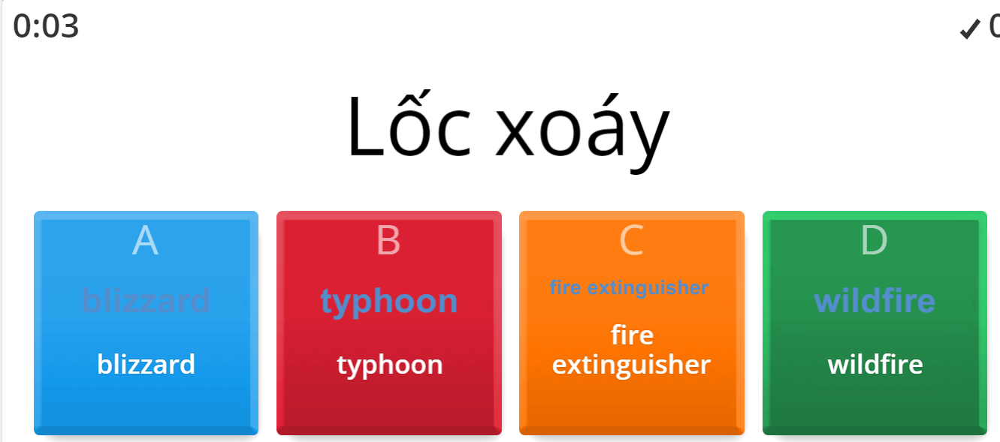 0:03
✓ 0
Lốc xoáy
A
blizzard
blizzard
B
typhoon
typhoon
C
fire extinguisher
fire
extinguisher
D
wildfire
wildfire